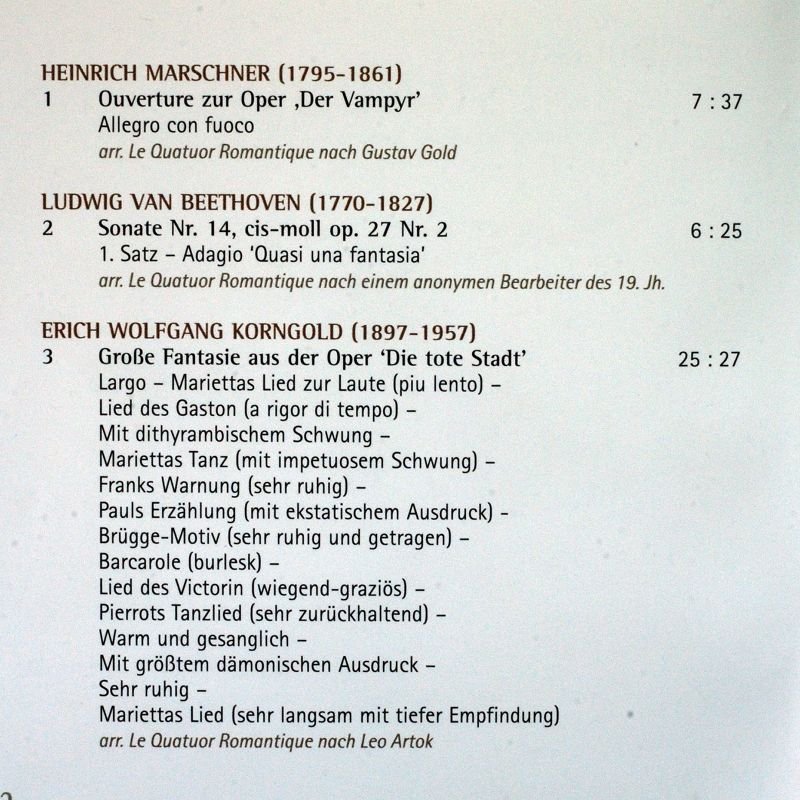 HEINRICH MARSCHNER (1795-1861)
1 Ouverture zur Oper ‚Der Vampyr’ 7 : 37
Allegro con fuoco
arr. Le Quatuor Romantique nach Gustav Gold
LUDWIG VAN BEETHOVEN (1770-1827)
2 Sonate Nr. 14, cis-moll op. 27 Nr. 2 6 : 25
1. Satz – Adagio ‘Quasi una fantasia’
arr. Le Quatuor Romantique nach einem anonymen Bearbeiter des 19. Jh.
ERICH WOLFGANG KORNGOLD (1897-1957)
3 Große Fantasie aus der Oper ‘Die tote Stadt’ 25 : 27
Largo – Mariettas Lied zur Laute (piu lento) –
Lied des Gaston (a rigor di tempo) –
Mit dithyrambischem Schwung –
Mariettas Tanz (mit impetuosem Schwung) –
Franks Warnung (sehr ruhig) –
Pauls Erzählung (mit ekstatischem Ausdruck) -
Brügge-Motiv (sehr ruhig und getragen) –
Barcarole (burlesk) –
Lied des Victorin (wiegend-graziös) –
Pierrots Tanzlied (sehr zurückhaltend) –
Warm und gesanglich –
Mit größtem dämonischen Ausdruck –
Sehr ruhig –
Mariettas Lied (sehr langsam mit tiefer Empfindung)
arr. Le Quatuor Romantique nach Leo Artok